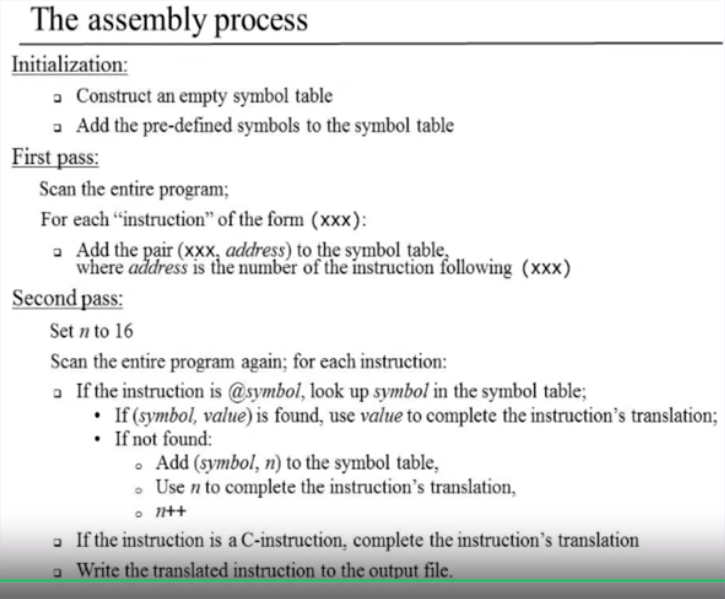 The assembly process
Initialization:
Construct an empty symbol table
Add the pre-defined symbols to the symbol table
First pass:
Scan the entire program;
For each “instruction” of the form (xxx):
Add the pair (xxx, address) to the symbol table,
where address is the number of the instruction following (xxx)
Second pass:
Set n to 16
Scan the entire program again; for each instruction:
If the instruction is @symbol, look up symbol in the symbol table;
• If (symbol, value) is found, use value to complete the instruction’s translation;
• If not found:
Add (symbol, n) to the symbol table,
Use n to complete the instruction’s translation,
n++
If the instruction is a C-instruction, complete the instruction’s translation
Write the translated instruction to the output file.